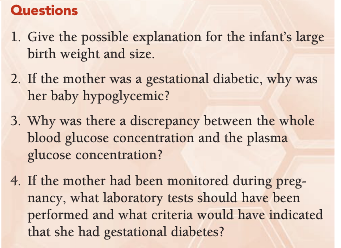 Questions
1. Give the possible explanation for the infant's large
birth weight and size.
2. If the mother was a gestational diabetic, why was
her baby hypoglycemic?
3. Why was there a discrepancy between the whole
blood glucose concentration and the plasma
glucose concentration?
4. If the mother had been monitored during preg-
nancy, what laboratory tests should have been
performed and what criteria would have indicated
that she had gestational diabetes?